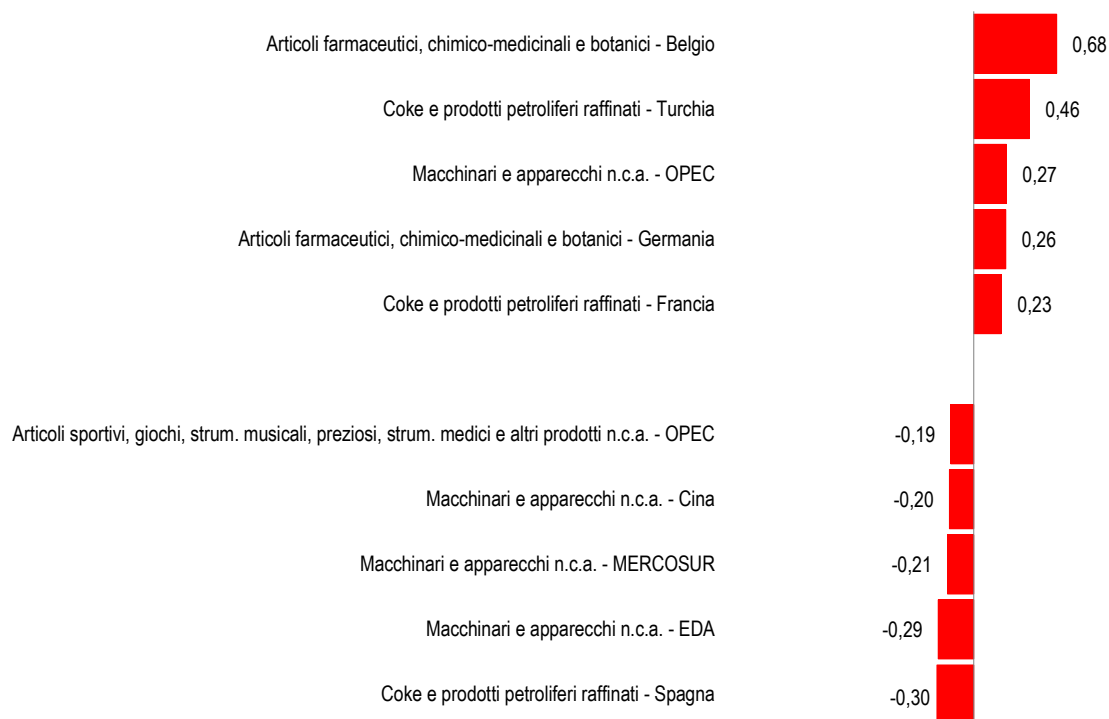 Articoli farmaceutici, chimico-medicinali e botanici - Belgio 0,68
Coke e prodotti petroliferi raffinati - Turchia 0,46
Macchinari e apparecchi n.c.a. - OPEC 0,27
Articoli farmaceutici, chimico-medicinali e botanici - Germania 0,26
Coke e prodotti petroliferi raffinati - Francia 0,23
Articoli sportivi, giochi, strum. musicali, preziosi, strum. medici e altri prodotti n.c.a. - OPEC -0,19
Macchinari e apparecchi n.c.a. - Cina -0,20
Macchinari e apparecchi n.c.a. - MERCOSUR -0,21
Macchinari e apparecchi n.c.a. - EDA -0,29
Coke e prodotti petroliferi raffinati - Spagna -0,30